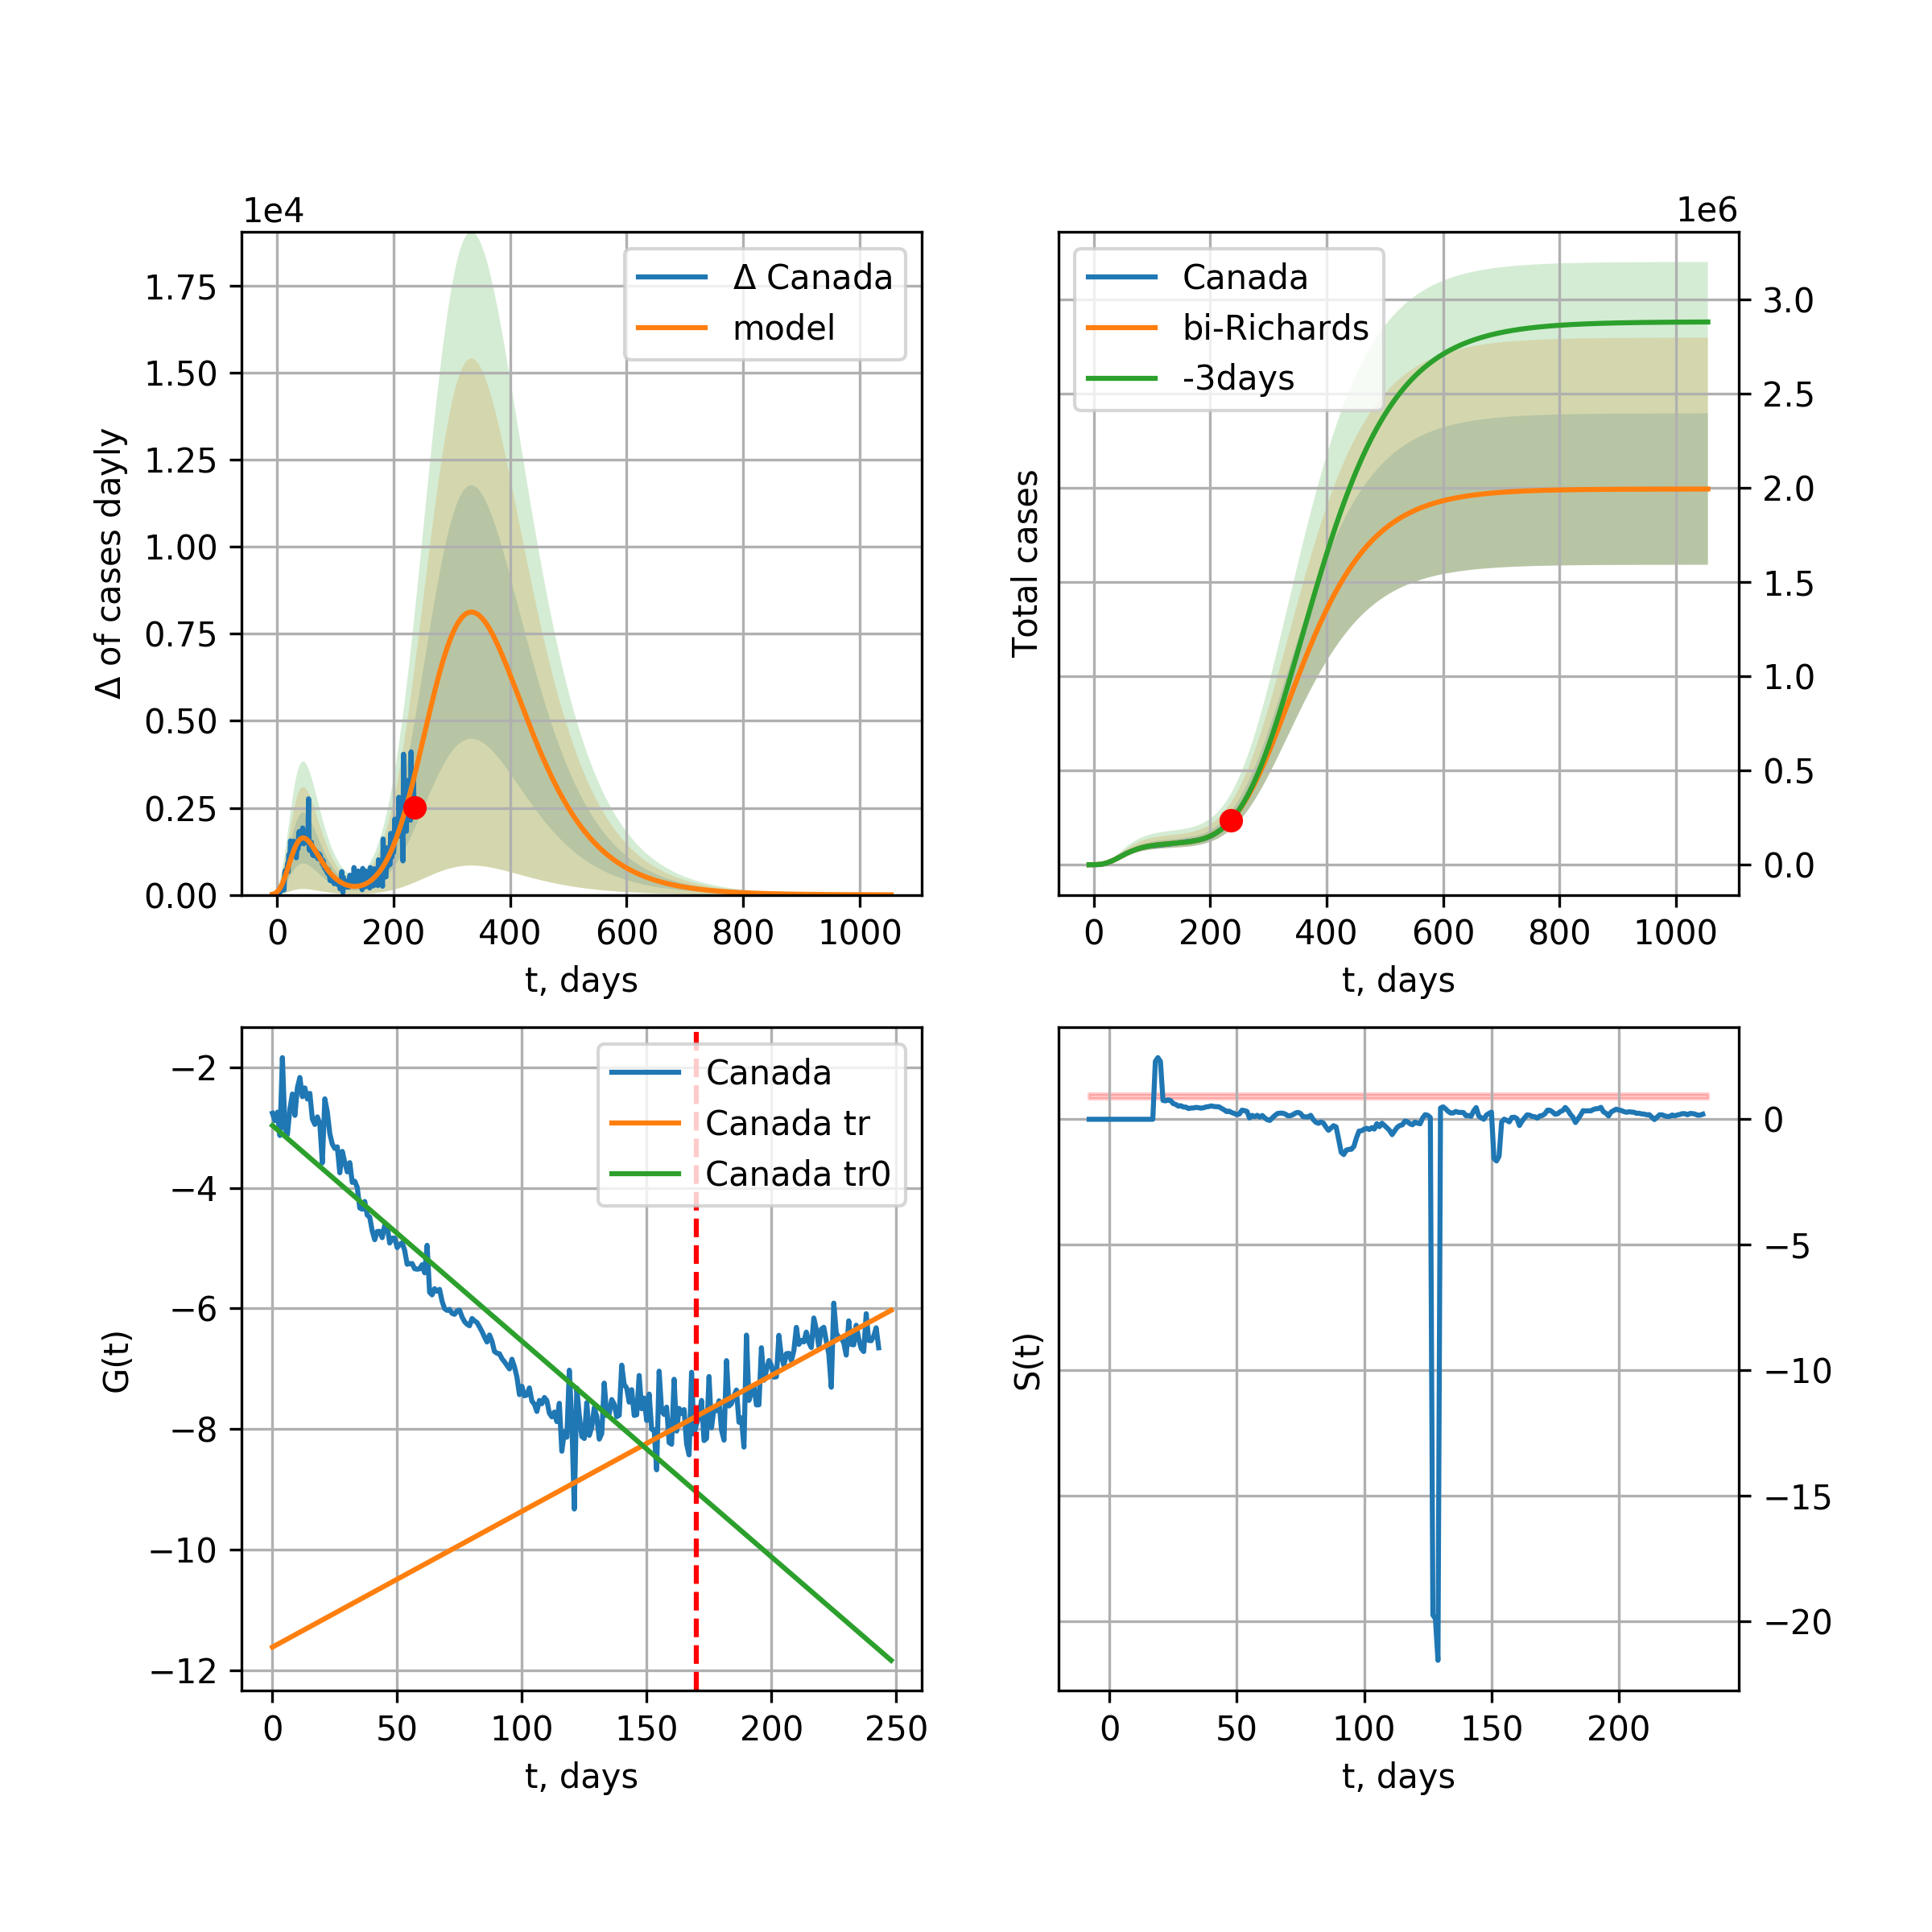 1e4
Δ of cases dayly
1.75
1.50
1.25
1.00
0.75
0.50
0.25
0.00
Δ Canada
model
0 200 400 600 800 1000
t, days
1e6
Total cases
Canada
bi-Richards
-3days
3.0
2.5
2.0
1.5
1.0
0.5
0.0
0 200 400 600 800 1000
t, days
G(t)
−2
−4
−6
−8
−10
−12
Canada
Canada tr
Canada tr0
0 50 100 150 200 250
t, days
S(t)
0
−5
−10
−15
−20
0 50 100 150 200
t, days